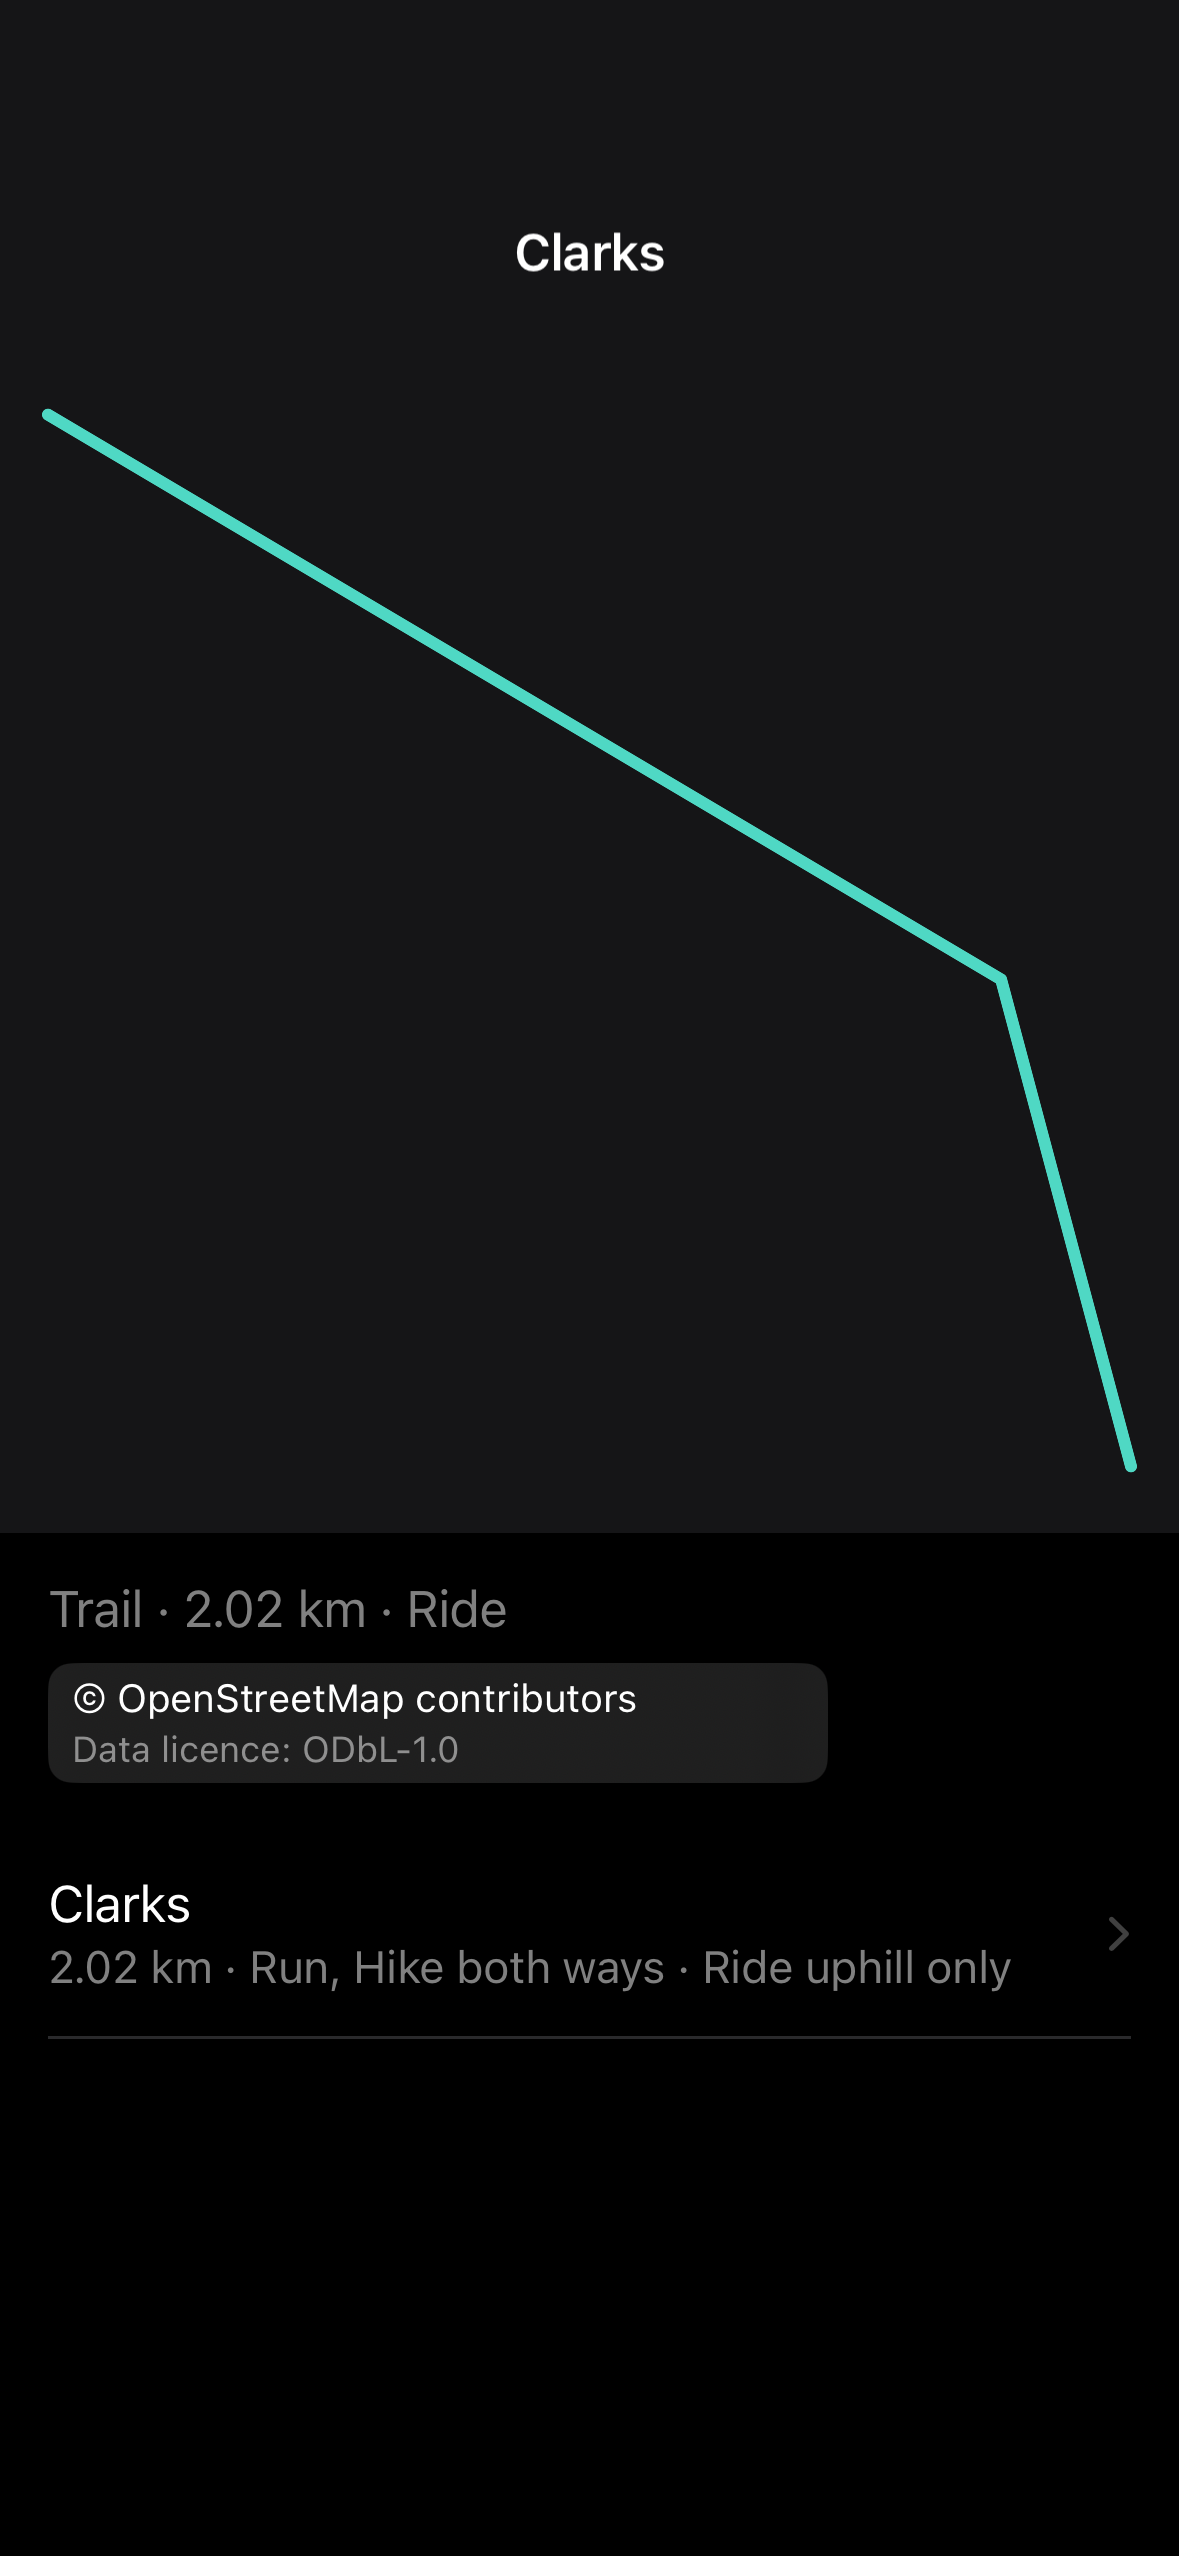 Clarks
Trail · 2.02 km · Ride
© OpenStreetMap contributors
Data licence: ODbL-1.0
Clarks
2.02 km · Run, Hike both ways · Ride uphill only